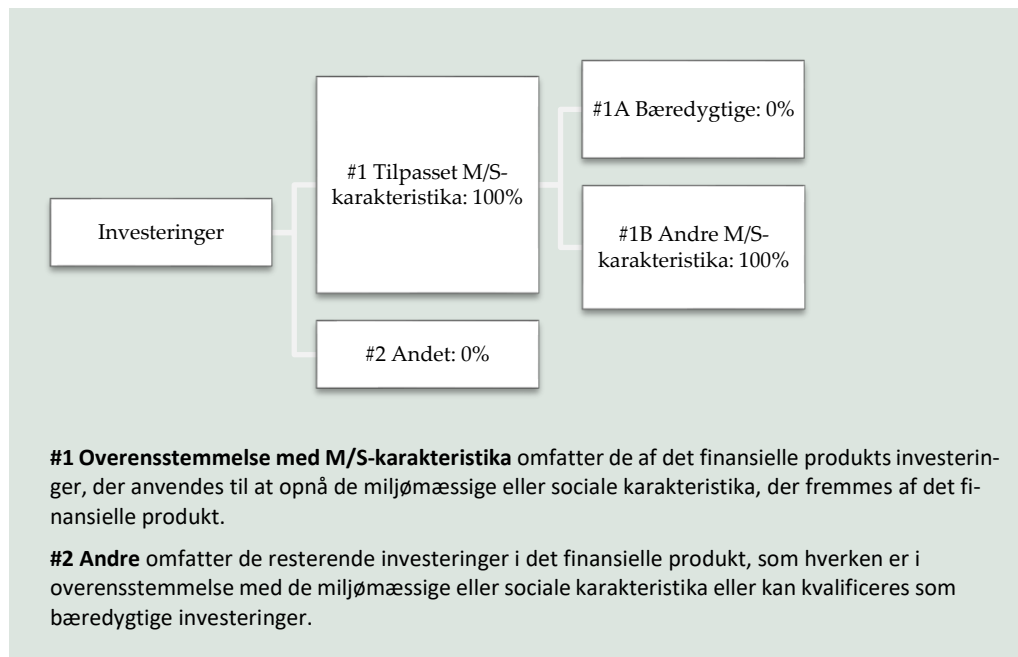 #1A Bæredygtige: 0%
#1 Tilpasset M/S-
karakteristika: 100%
Investeringer
#1B Andre M/S-
karakteristika: 100%
#2 Andet: 0%
#1 Overensstemmelse med M/S-karakteristika omfatter de af det finansielle produkts investerin-
ger, der anvendes til at opnå de miljømæssige eller sociale karakteristika, der fremmes af det fi-
nansielle produkt.
#2 Andre omfatter de resterende investeringer i det finansielle produkt, som hverken er i
overensstemmelse med de miljømæssige eller sociale karakteristika eller kan kvalificeres som
bæredygtige investeringer.